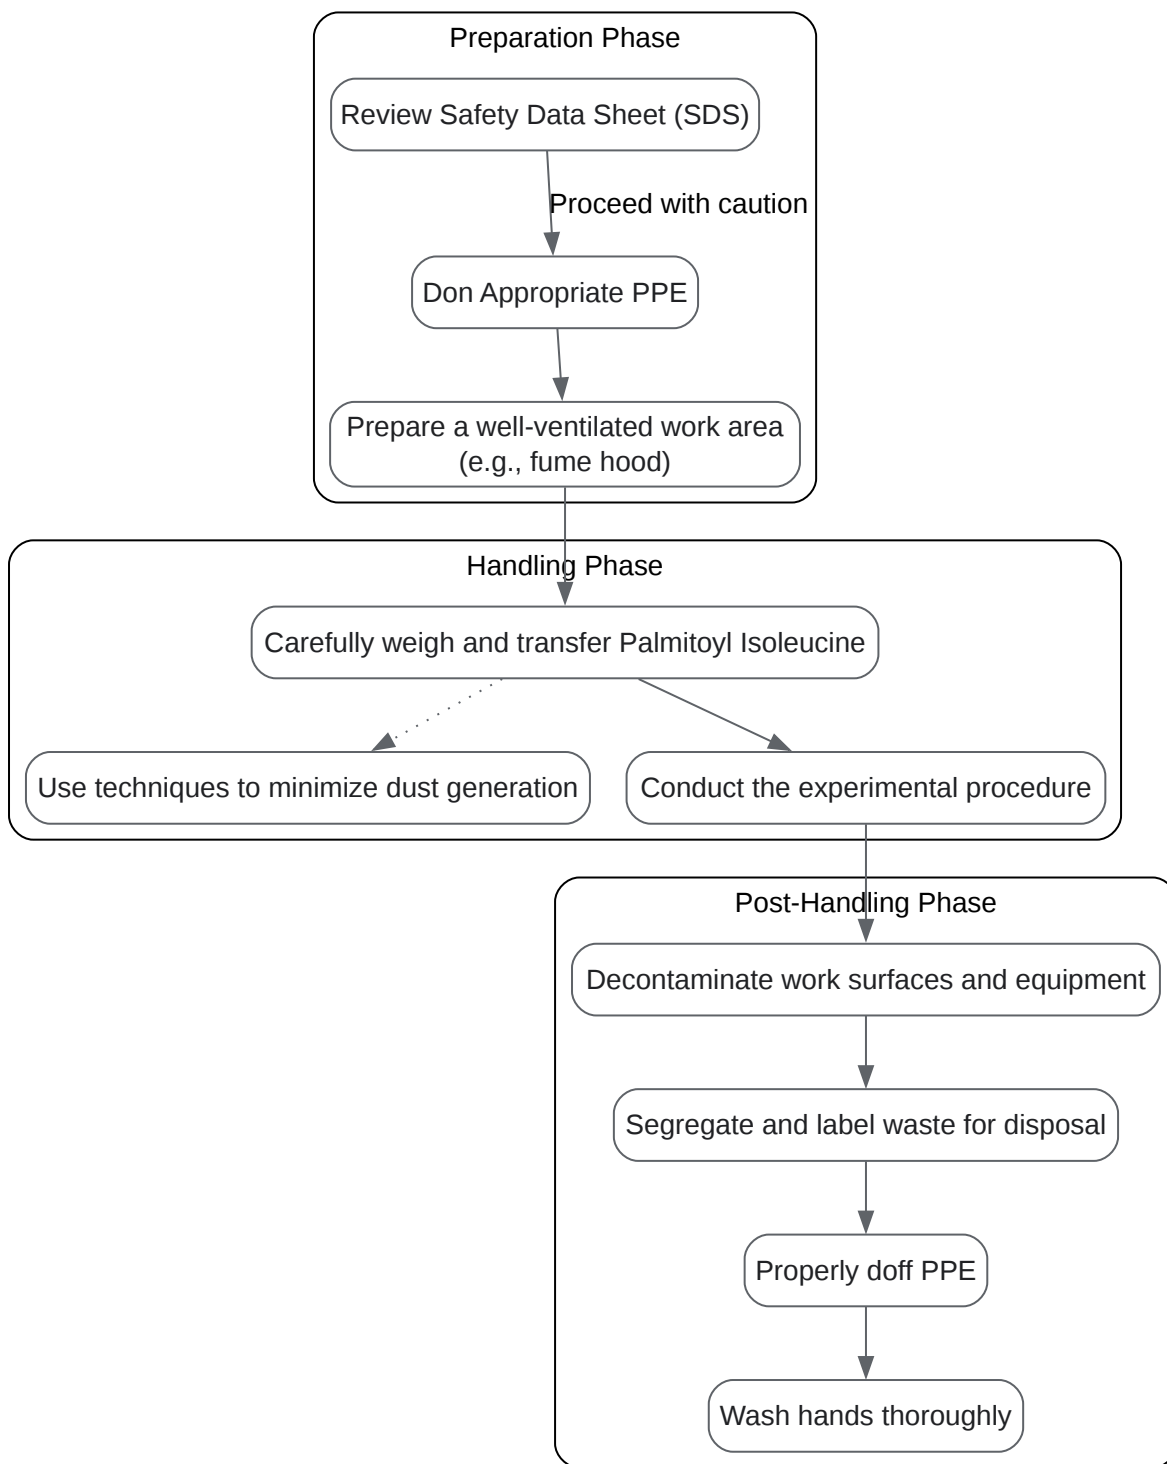 Preparation Phase
Review Safety Data Sheet (SDS)
Proceed with caution
Don Appropriate PPE
Prepare a well-ventilated work area
(e.g., fume hood)
Handling Phase
Carefully weigh and transfer Palmitoyl Isoleucine
Use techniques to minimize dust generation
Conduct the experimental procedure
Post-Handling Phase
Decontaminate work surfaces and equipment
Segregate and label waste for disposal
Properly doff PPE
Wash hands thoroughly